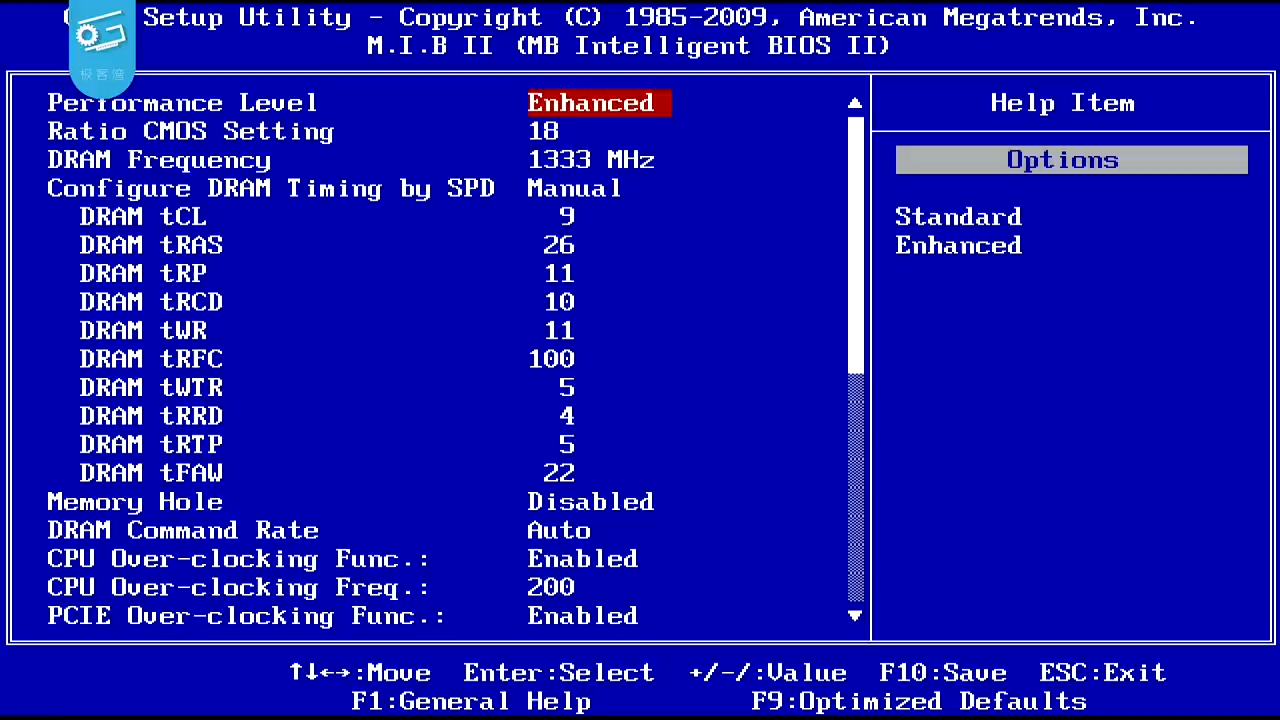 ( Setup Utility - Copyright (C) 1985-2009, American Megatrends, Inc.
M.I.B II (MB Intelligent BIOS II)
极客湾
Performance Level Enhanced
Ratio CMOS Setting 18
DRAM Frequency 1333 MHz
Configure DRAM Timing by SPD Manual
DRAM tCL 9
DRAM tRAS 26
DRAM tRP 11
DRAM tRCD 10
DRAM tWR 11
DRAM tRFC 100
DRAM tWTR 5
DRAM tRRD 4
DRAM tRTP 5
DRAM tFAW 22
Memory Hole Disabled
DRAM Command Rate Auto
CPU Over-clocking Func.: Enabled
CPU Over-clocking Freq.: 200
PCIE Over-clocking Func.: Enabled
Help Item
Options
Standard
Enhanced
↑↓←→:Move Enter:Select +/-/:Value F10:Save ESC:Exit
F1:General Help F9:Optimized Defaults